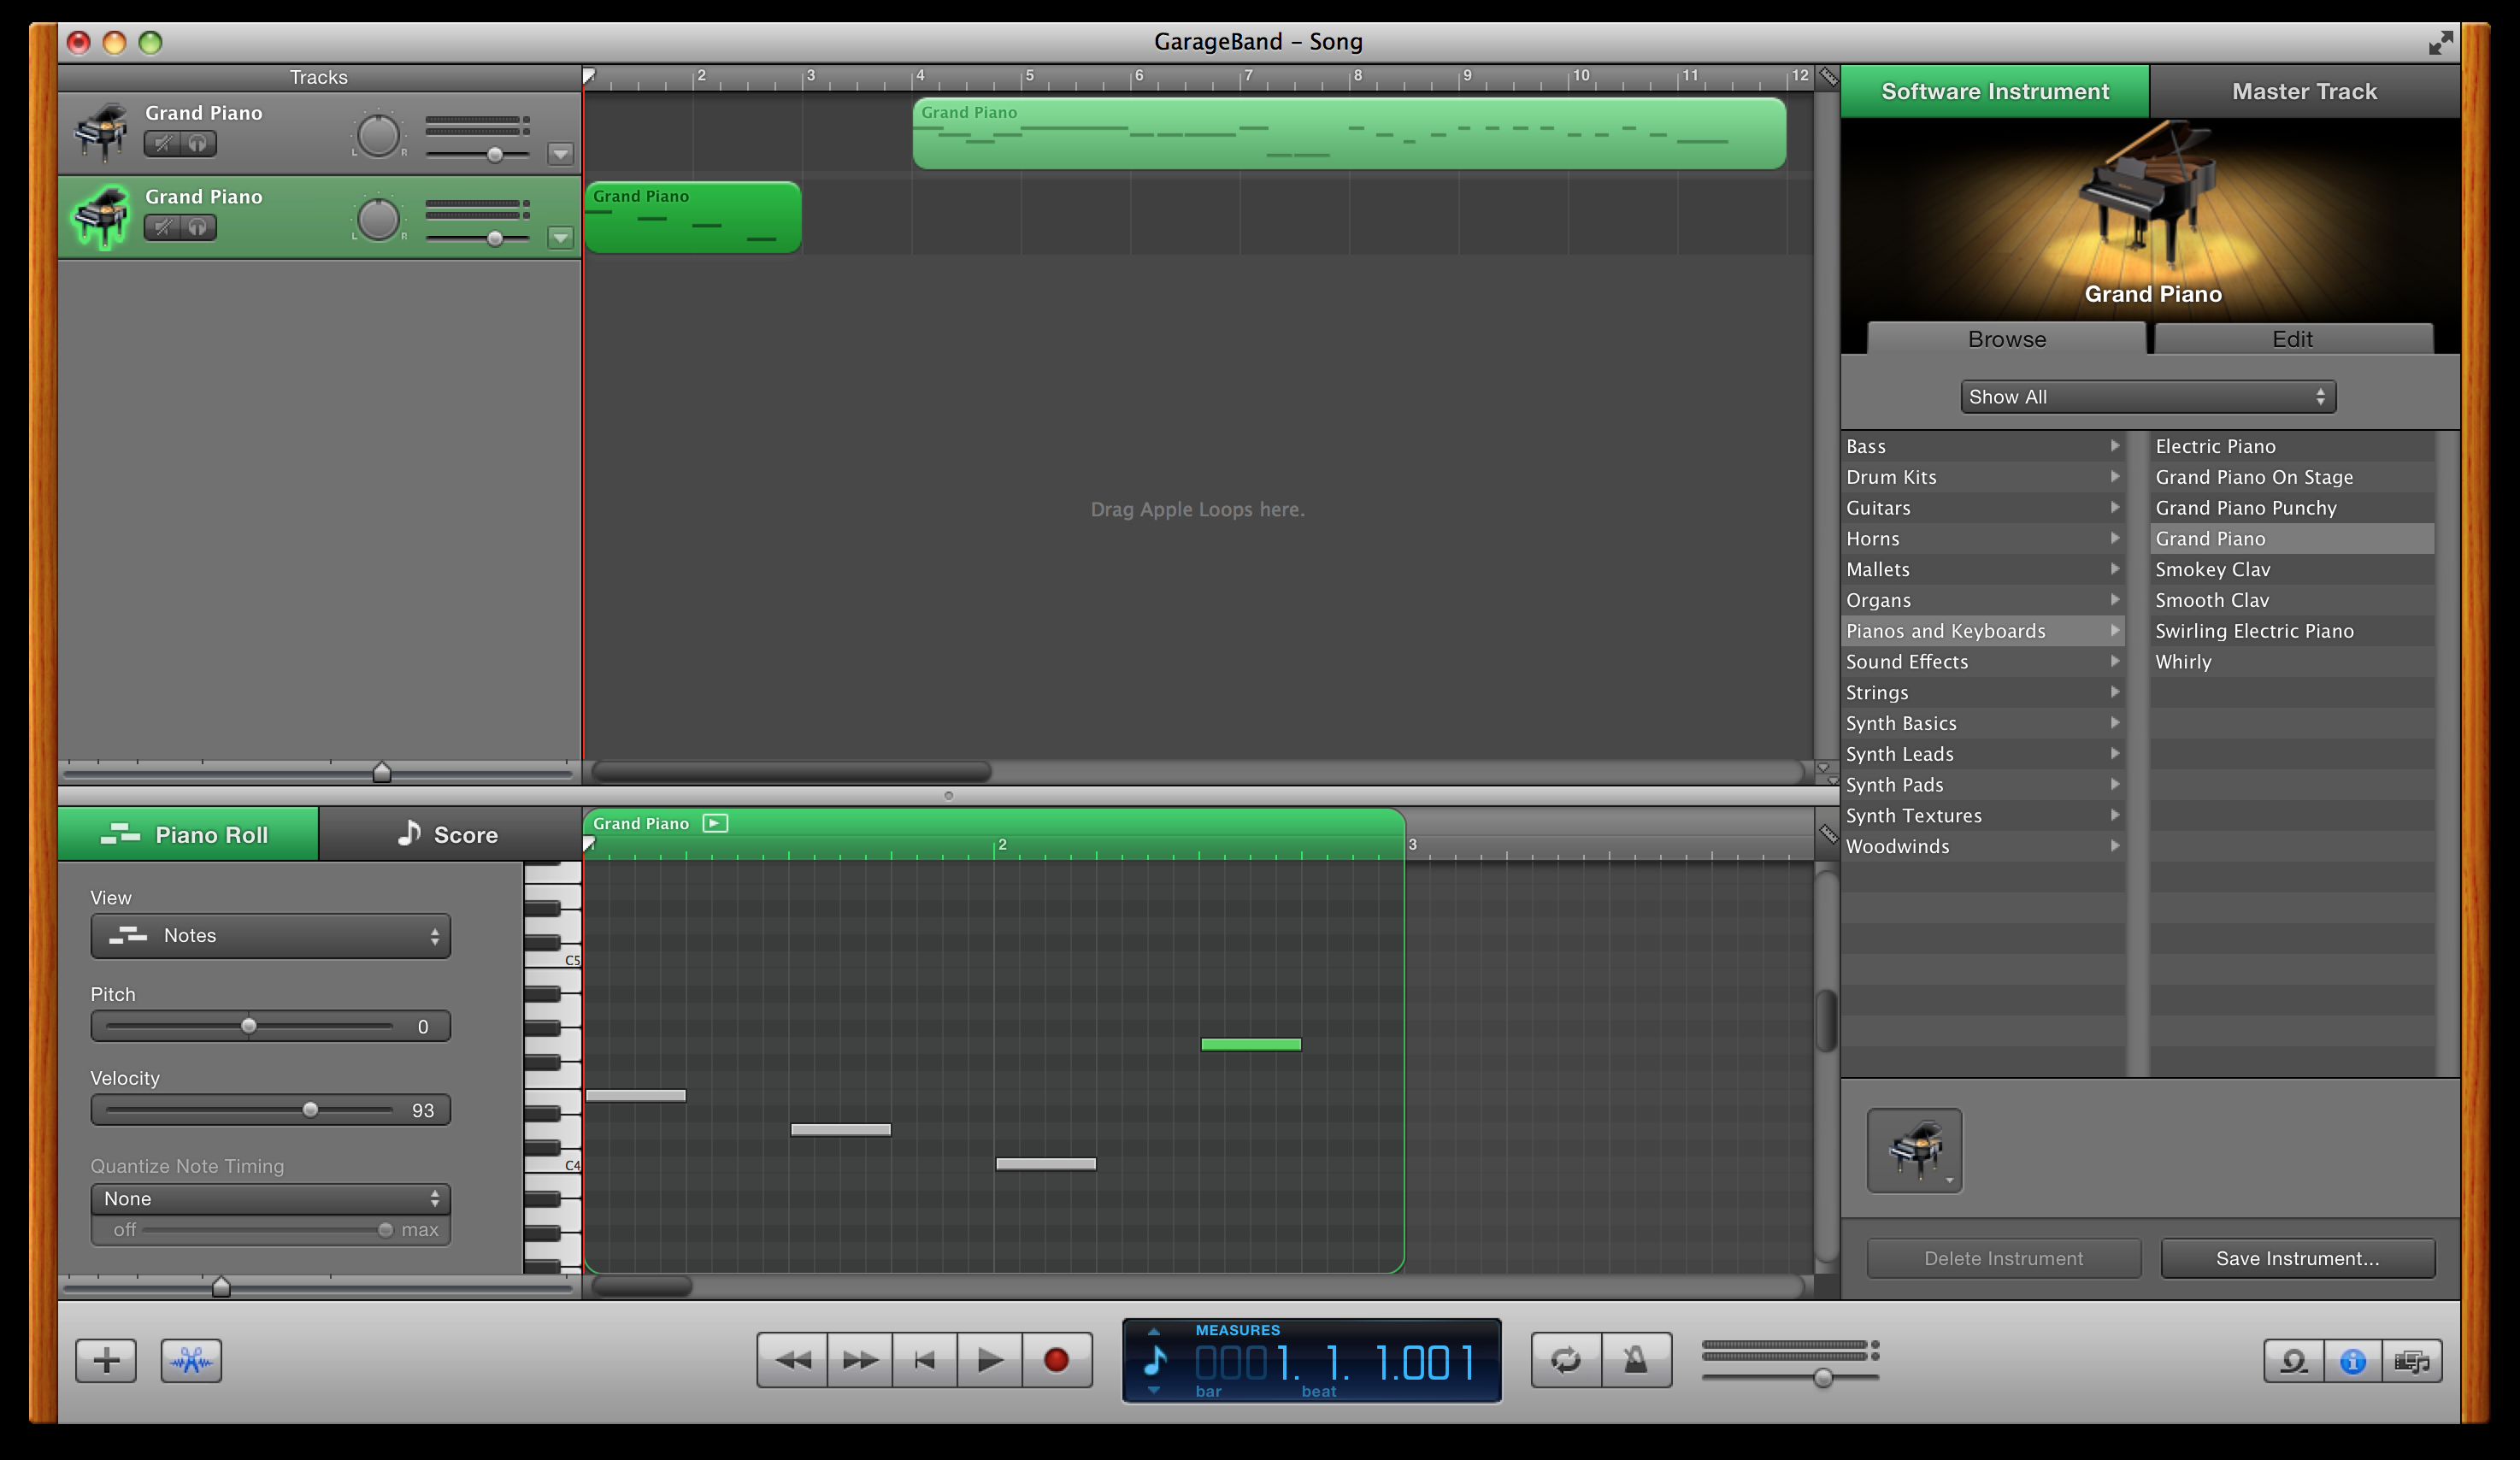 GarageBand – Song
Tracks
2 3 4 5 6 7 8 9 10 11 12
Grand Piano
L R
Grand Piano
L R
Grand Piano
Grand Piano
Drag Apple Loops here.
Software Instrument
Master Track
Grand Piano
Browse
Edit
Show All
Bass
Drum Kits
Guitars
Horns
Mallets
Organs
Pianos and Keyboards
Sound Effects
Strings
Synth Basics
Synth Leads
Synth Pads
Synth Textures
Woodwinds
Electric Piano
Grand Piano On Stage
Grand Piano Punchy
Grand Piano
Smokey Clav
Smooth Clav
Swirling Electric Piano
Whirly
Piano Roll
Score
Grand Piano
2 3
View
Notes
Pitch
0
Velocity
93
Quantize Note Timing
None
off max
C5
C4
Delete Instrument
Save Instrument...
MEASURES
0001. 1. 1.001
bar beat